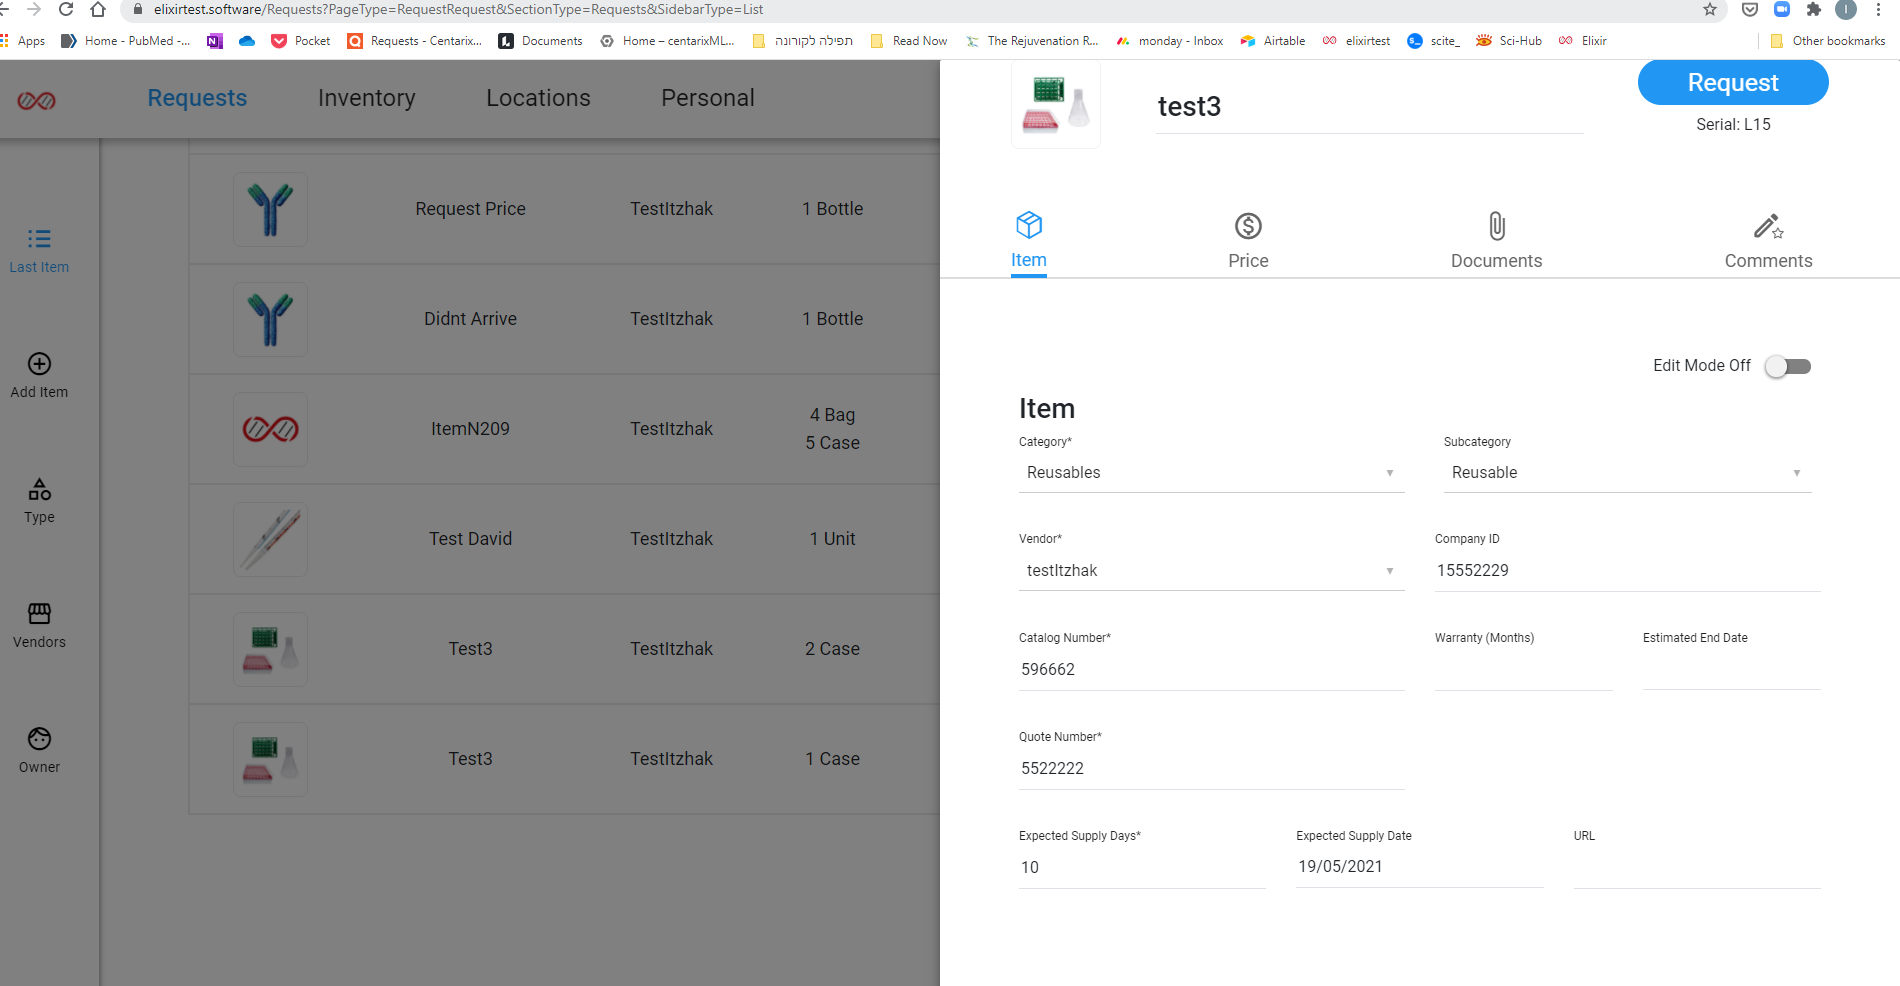 elixirtest.software/Requests?PageType=RequestRequest&SectionType=Requests&SidebarType=List
I
Apps
Home - PubMed -...
Pocket
Requests - Centarix...
Documents
Home – centarixML...
תפילה לקורונה
Read Now
The Rejuvenation R...
monday - Inbox
Airtable
elixirtest
scite_
Sci-Hub
Elixir
Other bookmarks
Requests
Inventory
Locations
Personal
Last Item
Add Item
Type
Vendors
Owner
Request Price TestItzhak 1 Bottle
Didnt Arrive TestItzhak 1 Bottle
ItemN209 TestItzhak 4 Bag
5 Case
Test David TestItzhak 1 Unit
Test3 TestItzhak 2 Case
Test3 TestItzhak 1 Case
test3
Request
Serial: L15
Item
Price
Documents
Comments
Edit Mode Off
Item
Category* Subcategory
Reusables Reusable
Vendor* Company ID
testItzhak 15552229
Catalog Number* Warranty (Months) Estimated End Date
596662
Quote Number*
5522222
Expected Supply Days* Expected Supply Date URL
10 19/05/2021